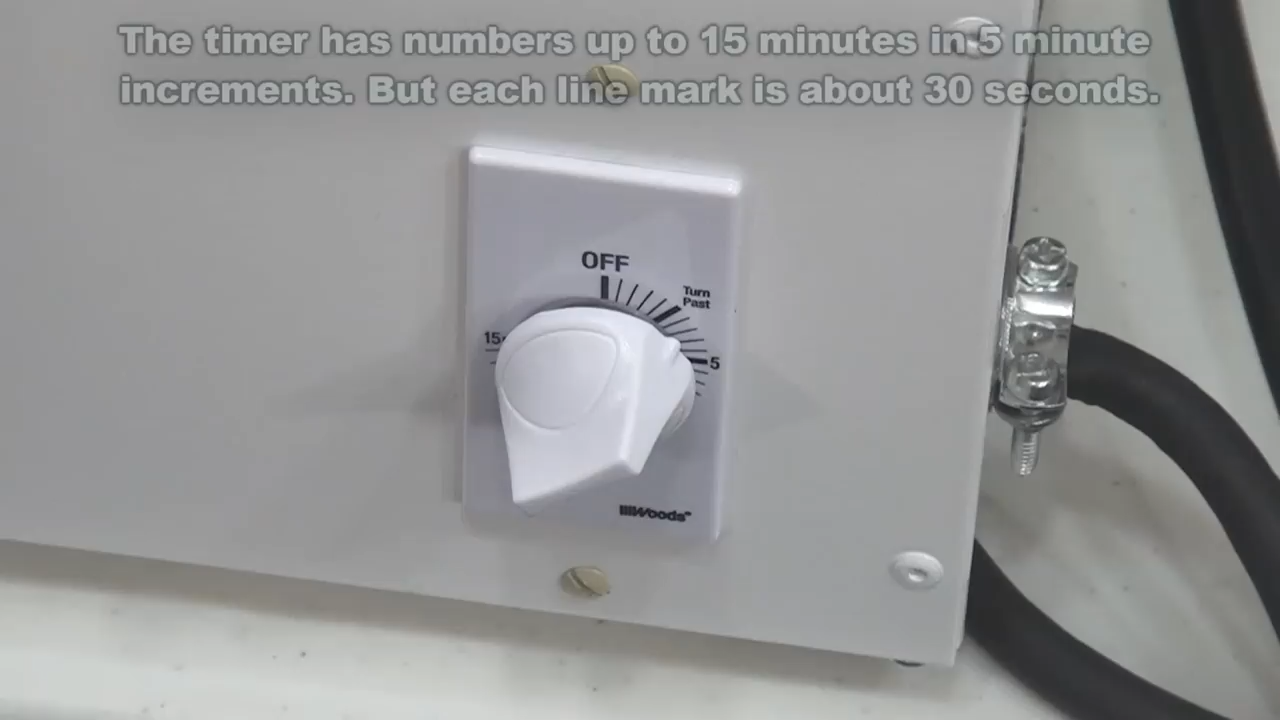 The timer has numbers up to 15 minutes in 5 minute
increments. But each line mark is about 30 seconds.
OFF
Turn
Past
15
5
Woods™